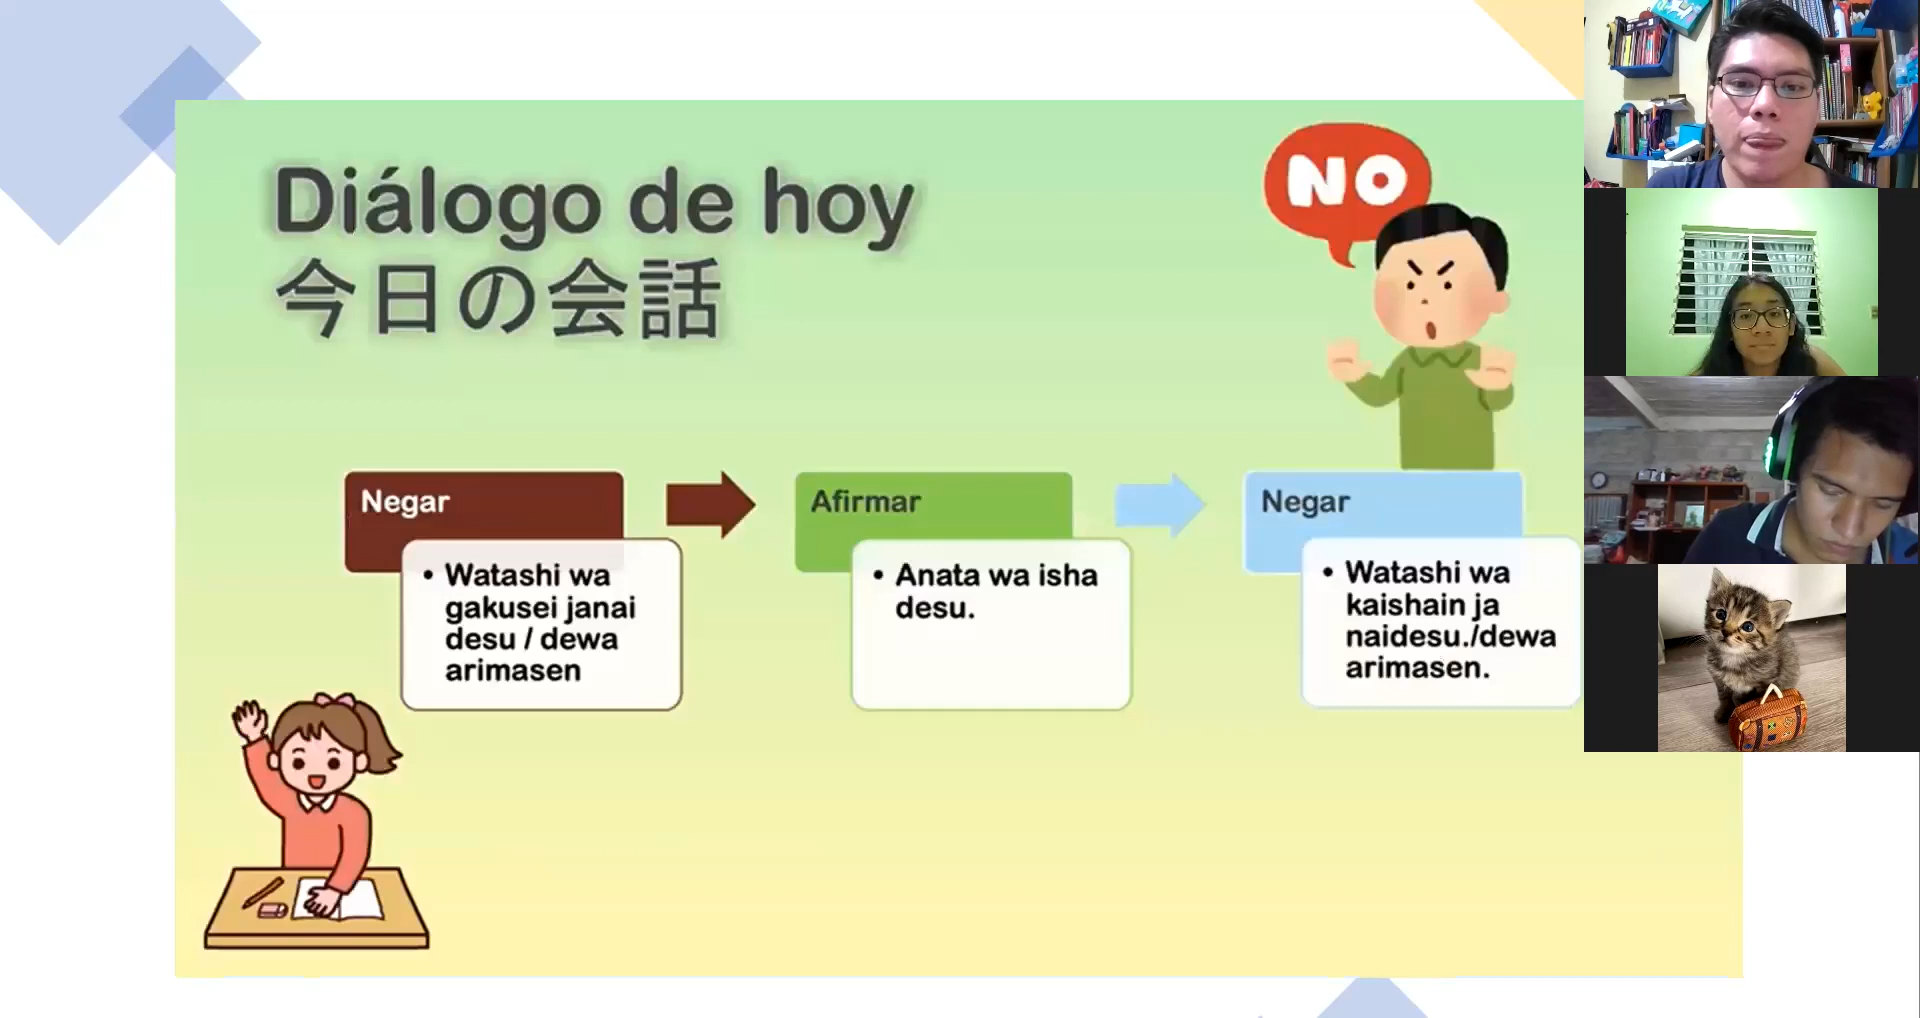 Diálogo de hoy
今日の会話
NO
Negar
• Watashi wa
gakusei janai
desu / dewa
arimasen
Afirmar
• Anata wa isha
desu.
Negar
• Watashi wa
kaishain ja
naidesu./dewa
arimasen.